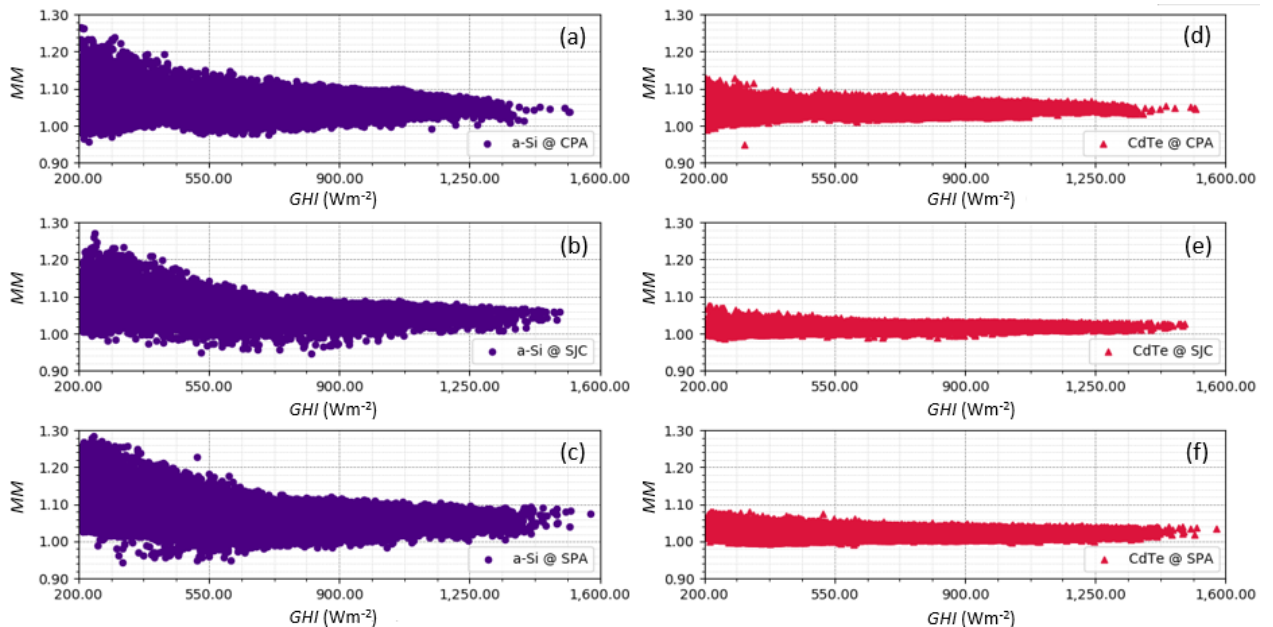 1.30
1.20
1.10
1.00
0.90
MM
(a)
a-Si @ CPA
200.00 550.00 900.00 1,250.00 1,600.00
GHI (Wm⁻²)
1.30
1.20
1.10
1.00
0.90
MM
(d)
CdTe @ CPA
200.00 550.00 900.00 1,250.00 1,600.00
GHI (Wm⁻²)
1.30
1.20
1.10
1.00
0.90
MM
(b)
a-Si @ SJC
200.00 550.00 900.00 1,250.00 1,600.00
GHI (Wm⁻²)
1.30
1.20
1.10
1.00
0.90
MM
(e)
CdTe @ SJC
200.00 550.00 900.00 1,250.00 1,600.00
GHI (Wm⁻²)
1.30
1.20
1.10
1.00
0.90
MM
(c)
a-Si @ SPA
200.00 550.00 900.00 1,250.00 1,600.00
GHI (Wm⁻²)
1.30
1.20
1.10
1.00
0.90
MM
(f)
CdTe @ SPA
200.00 550.00 900.00 1,250.00 1,600.00
GHI (Wm⁻²)